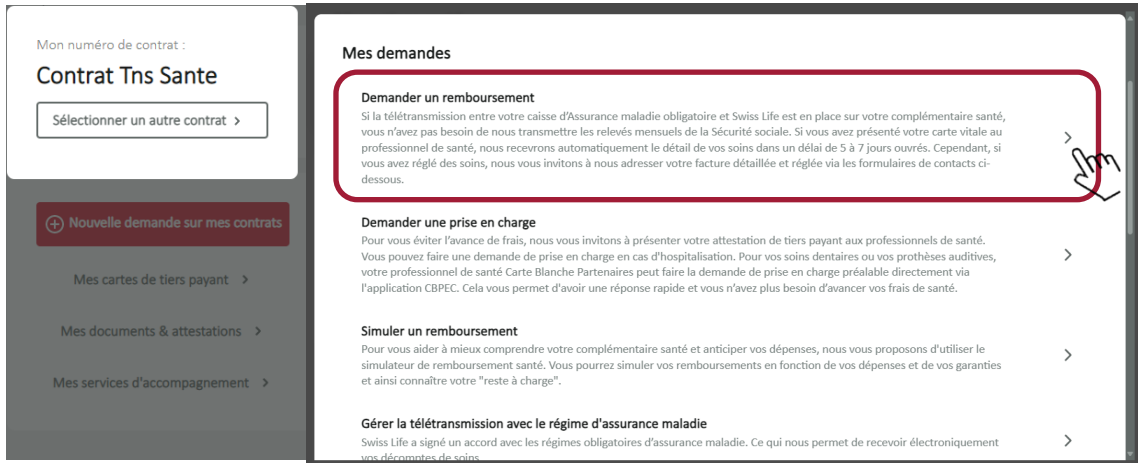 Mon numéro de contrat :
Contrat Tns Sante
Sélectionner un autre contrat >
Nouvelle demande sur mes contrats
Mes cartes de tiers payant >
Mes documents & attestations >
Mes services d'accompagnement >
Mes demandes
Demander un remboursement
Si la télétransmission entre votre caisse d'Assurance maladie obligatoire et Swiss Life est en place sur votre complémentaire santé,
vous n'avez pas besoin de nous transmettre les relevés mensuels de la Sécurité sociale. Si vous avez présenté votre carte vitale au
professionnel de santé, nous recevrons automatiquement le détail de vos soins dans un délai de 5 à 7 jours ouvrés. Cependant, si
vous avez réglé des soins, nous vous invitons à nous adresser votre facture détaillée et réglée via les formulaires de contacts ci-
dessous.
Demander une prise en charge
Pour vous éviter l'avance de frais, nous vous invitons à présenter votre attestation de tiers payant aux professionnels de santé.
Vous pouvez faire une demande de prise en charge en cas d'hospitalisation. Pour vos soins dentaires ou vos prothèses auditives,
votre professionnel de santé Carte Blanche Partenaires peut faire la demande de prise en charge préalable directement via
l'application CBPEC. Cela vous permet d'avoir une réponse rapide et vous n'avez plus besoin d'avancer vos frais de santé.
Simuler un remboursement
Pour vous aider à mieux comprendre votre complémentaire santé et anticiper vos dépenses, nous vous proposons d'utiliser le
simulateur de remboursement santé. Vous pourrez simuler vos remboursements en fonction de vos dépenses et de vos garanties
et ainsi connaître votre "reste à charge".
Gérer la télétransmission avec le régime d'assurance maladie
Swiss Life a signé un accord avec les régimes obligatoires d'assurance maladie. Ce qui nous permet de recevoir électroniquement
vos décomptes de soins